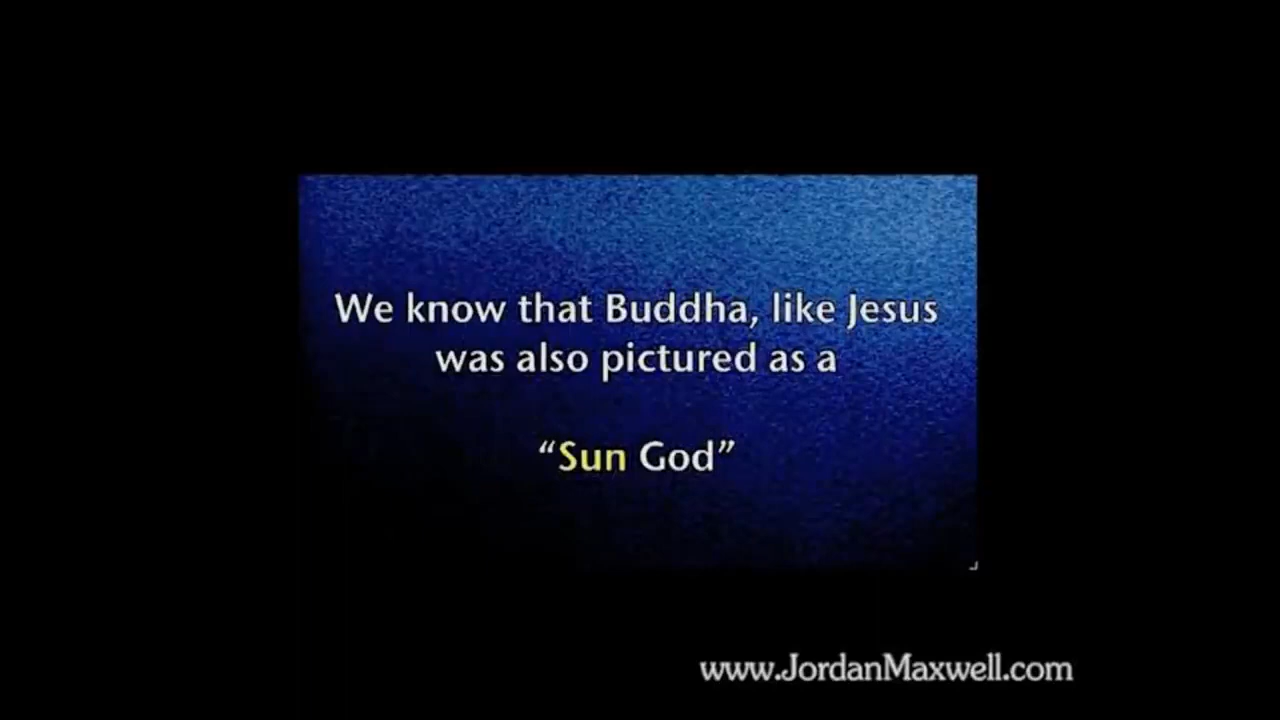 We know that Buddha, like Jesus
was also pictured as a
“Sun God”
www.JordanMaxwell.com